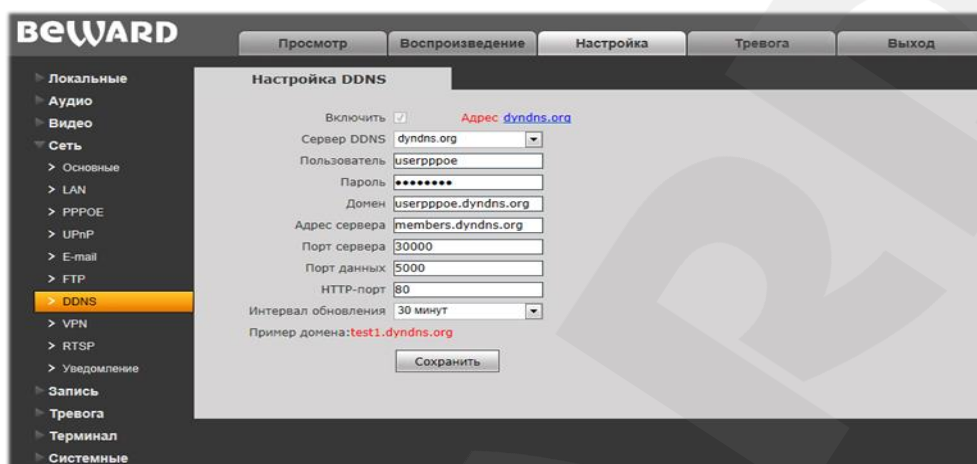 BEWARD
Просмотр
Воспроизведение
Настройка
Тревога
Выход
Локальные
Аудио
Видео
Сеть
> Основные
> LAN
> PPPOE
> UPnP
> E-mail
> FTP
> DDNS
> VPN
> RTSP
> Уведомление
Запись
Тревога
Терминал
Системные
Настройка DDNS
Включить Адрес dyndns.org
Сервер DDNS dyndns.org
Пользователь userpppoe
Пароль ••••••••
Домен userpppoe.dyndns.org
Адрес сервера members.dyndns.org
Порт сервера 30000
Порт данных 5000
HTTP-порт 80
Интервал обновления 30 минут
Пример домена:test1.dyndns.org
Сохранить